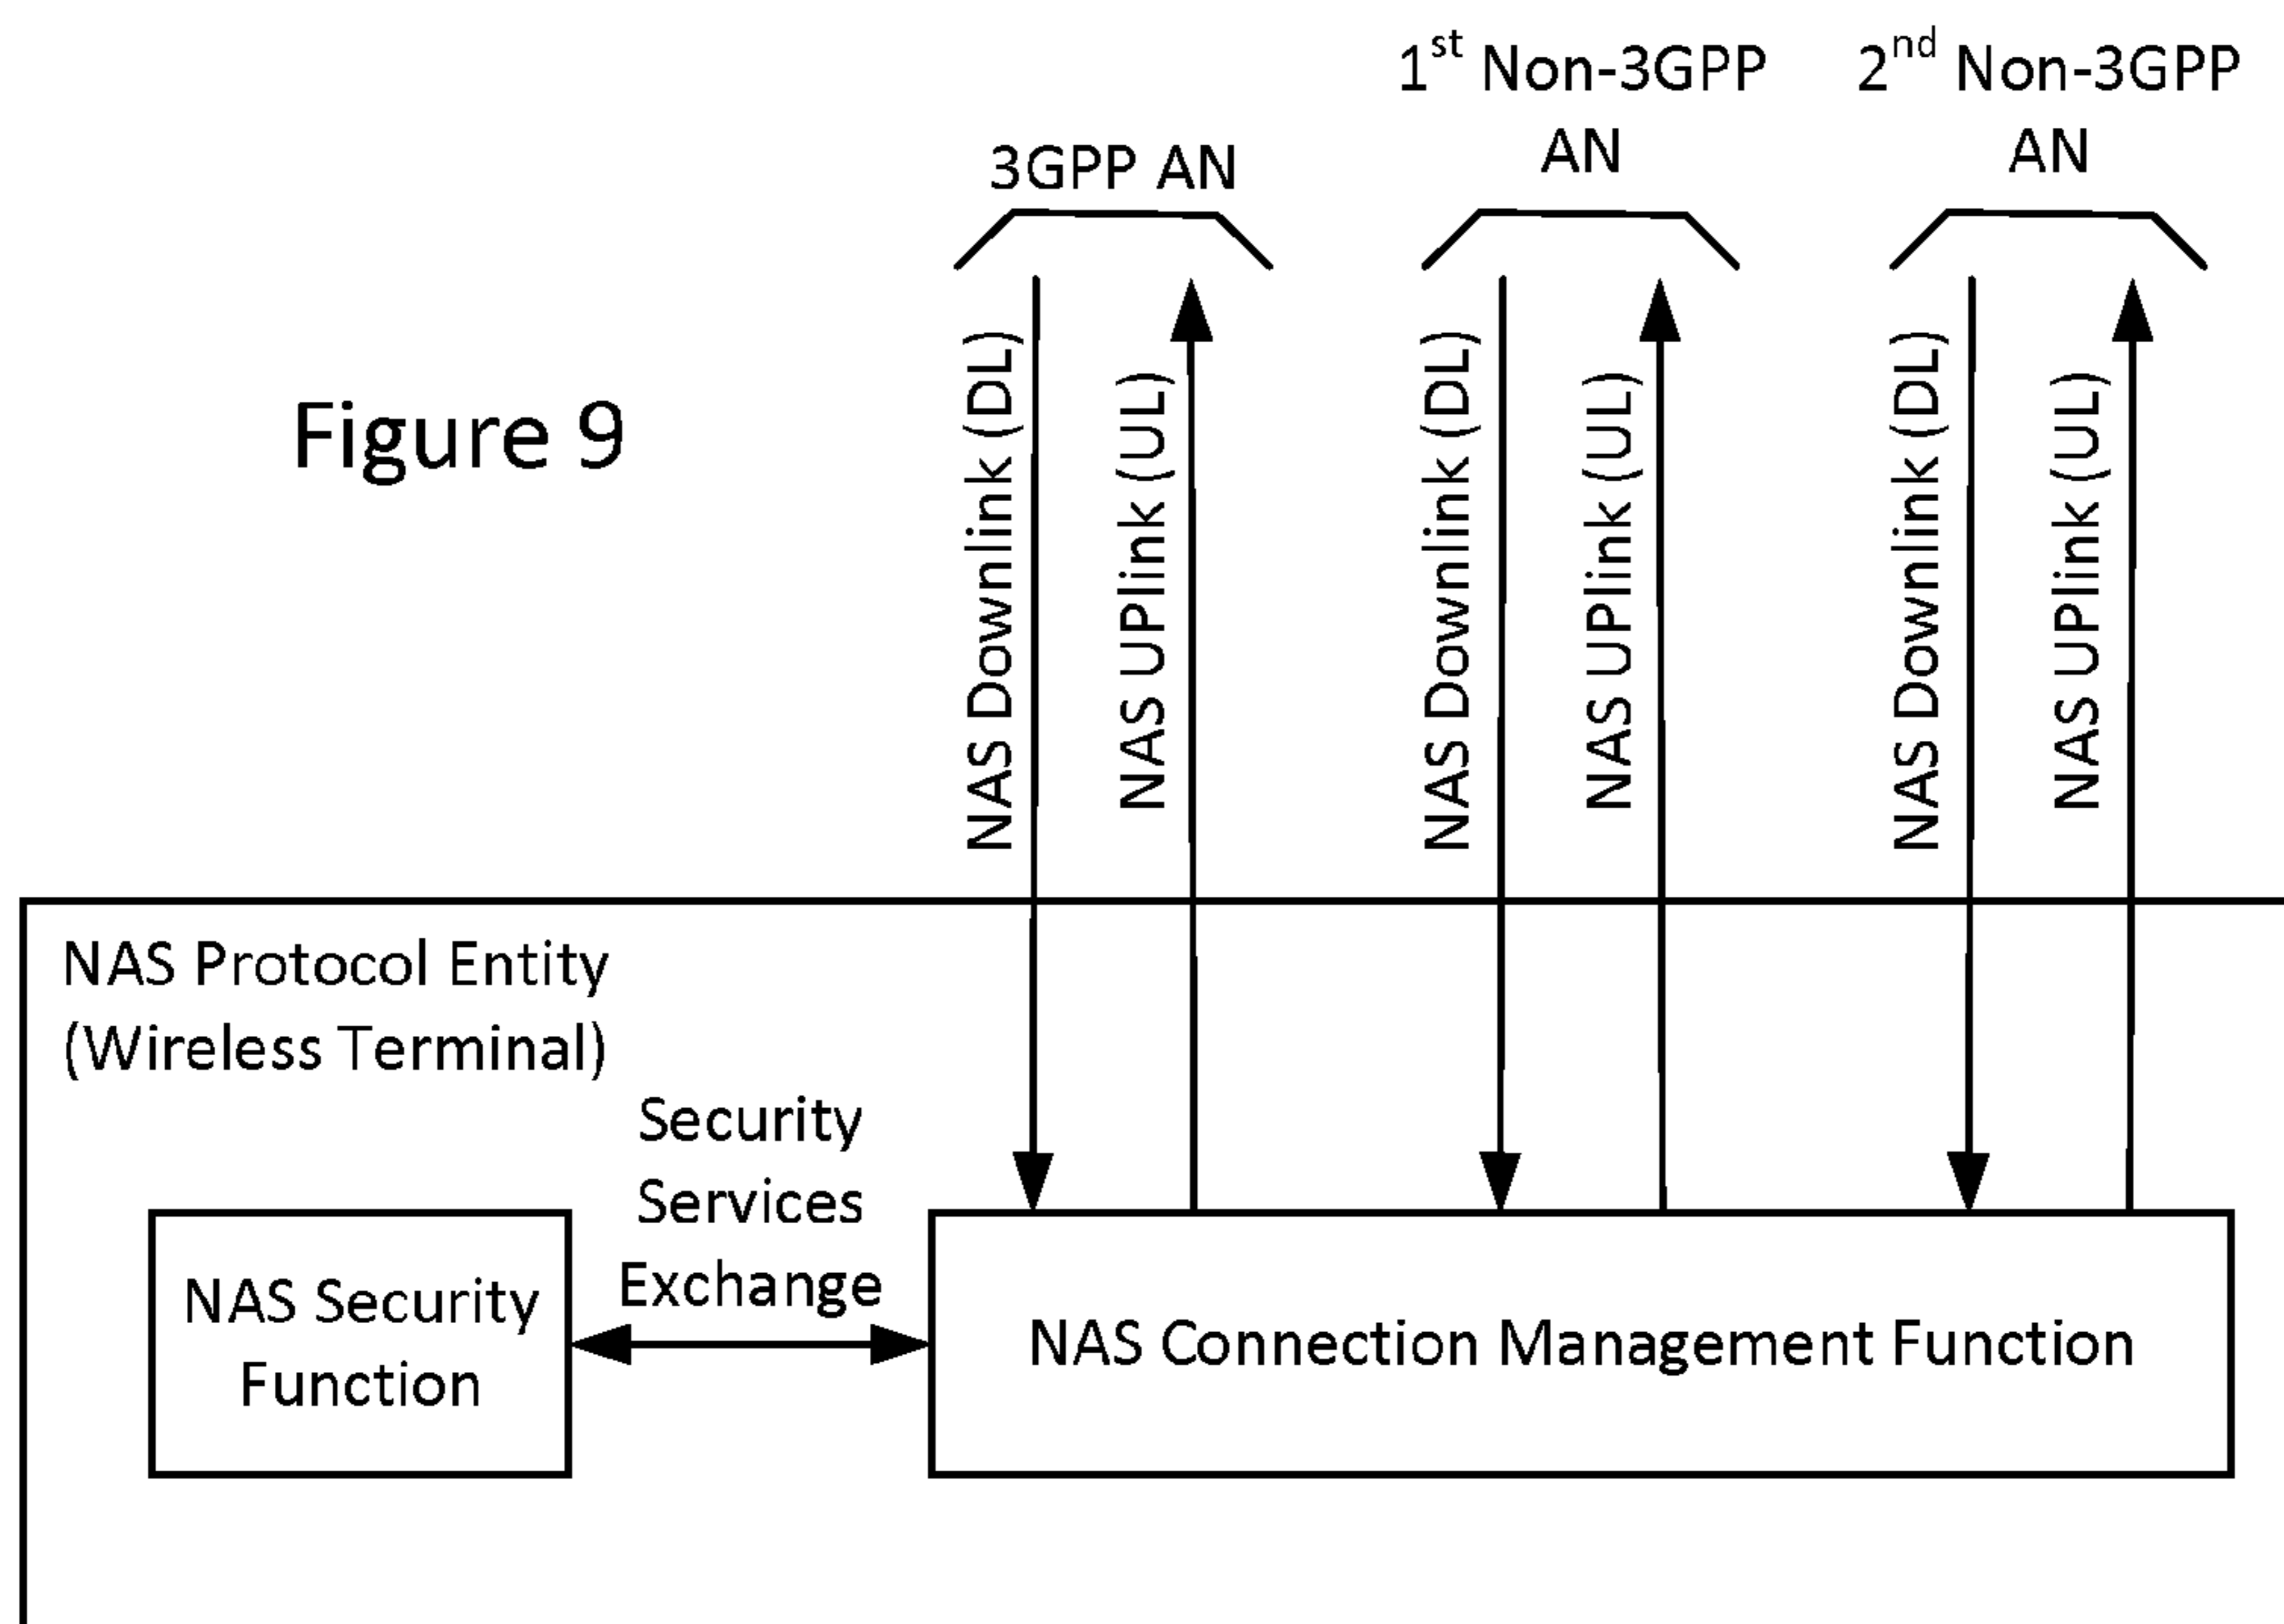 1st Non-3GPP
AN
2nd Non-3GPP
AN
3GPP AN
Figure 9
NAS Downlink (DL)
NAS UPlink (UL)
NAS Downlink (DL)
NAS UPlink (UL)
NAS Downlink (DL)
NAS UPlink (UL)
NAS Protocol Entity
(Wireless Terminal)
Security
Services
Exchange
NAS Security
Function
NAS Connection Management Function